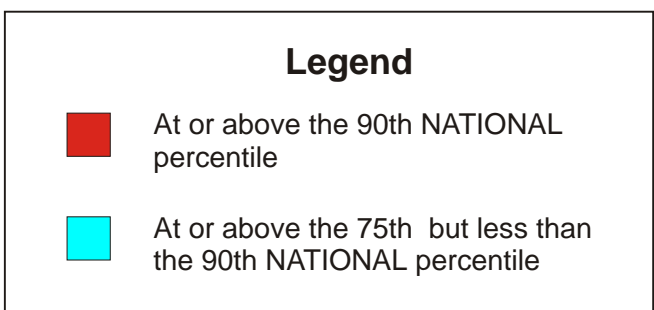 Legend
At or above the 90th NATIONAL
percentile
At or above the 75th  but less than
the 90th NATIONAL percentile